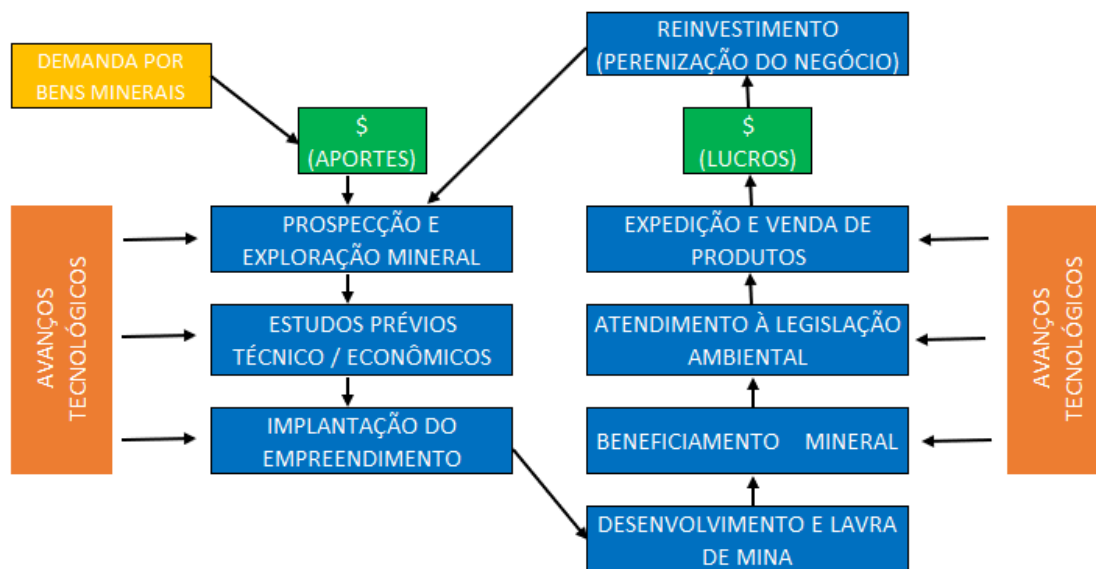 DEMANDA POR
BENS MINERAIS
$
(APORTES)
REINVESTIMENTO
(PERENIZAÇÃO DO NEGÓCIO)
$
(LUCROS)
AVANÇOS
TECNOLÓGICOS
PROSPECÇÃO E
EXPLORAÇÃO MINERAL
ESTUDOS PRÉVIOS
TÉCNICO / ECONÔMICOS
IMPLANTAÇÃO DO
EMPREENDIMENTO
EXPEDIÇÃO E VENDA DE
PRODUTOS
ATENDIMENTO À LEGISLAÇÃO
AMBIENTAL
BENEFICIAMENTO MINERAL
DESENVOLVIMENTO E LAVRA
DE MINA
AVANÇOS
TECNOLÓGICOS